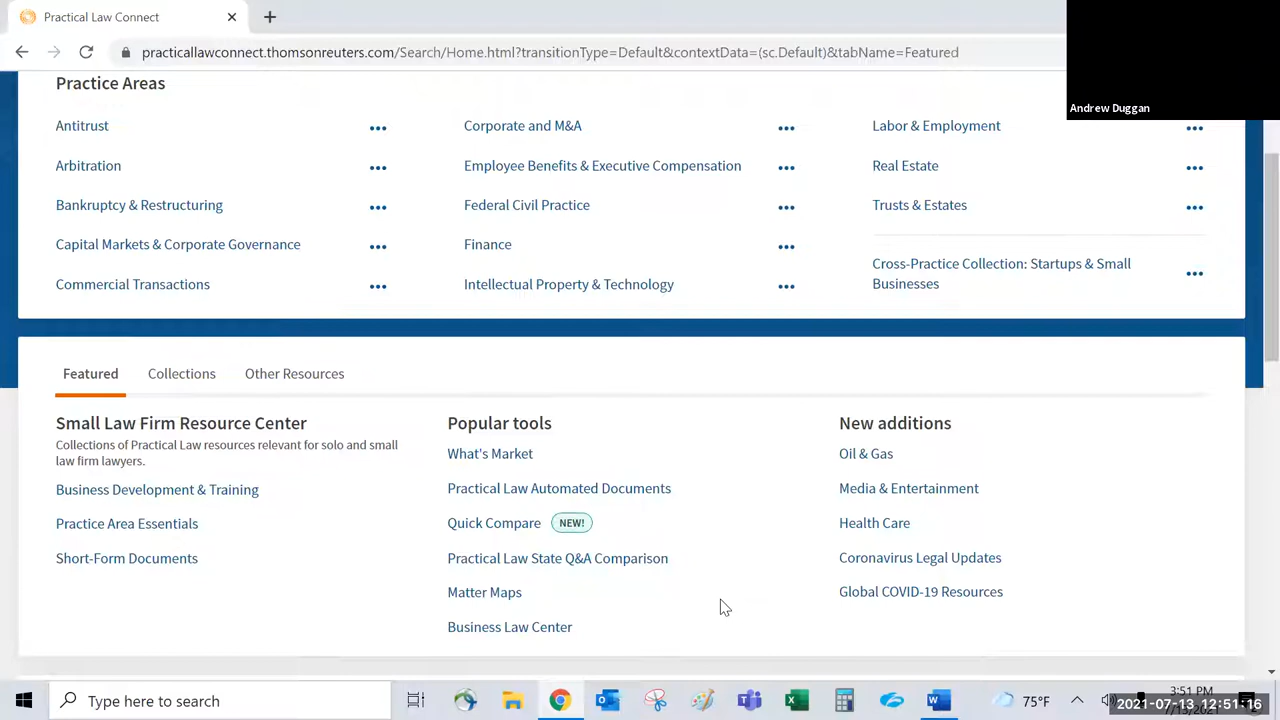 Practical Law Connect
practicallawconnect.thomsonreuters.com/Search/Home.html?transitionType=Default&contextData=(sc.Default)&tabName=Featured
Andrew Duggan
Practice Areas
Antitrust
Arbitration
Bankruptcy & Restructuring
Capital Markets & Corporate Governance
Commercial Transactions
Corporate and M&A
Employee Benefits & Executive Compensation
Federal Civil Practice
Finance
Intellectual Property & Technology
Labor & Employment
Real Estate
Trusts & Estates
Cross-Practice Collection: Startups & Small
Businesses
Featured
Collections
Other Resources
Small Law Firm Resource Center
Collections of Practical Law resources relevant for solo and small
law firm lawyers.
Business Development & Training
Practice Area Essentials
Short-Form Documents
Popular tools
What's Market
Practical Law Automated Documents
Quick Compare NEW!
Practical Law State Q&A Comparison
Matter Maps
Business Law Center
New additions
Oil & Gas
Media & Entertainment
Health Care
Coronavirus Legal Updates
Global COVID-19 Resources
Type here to search
75°F
3:51 PM
2021-07-13 12:51:16